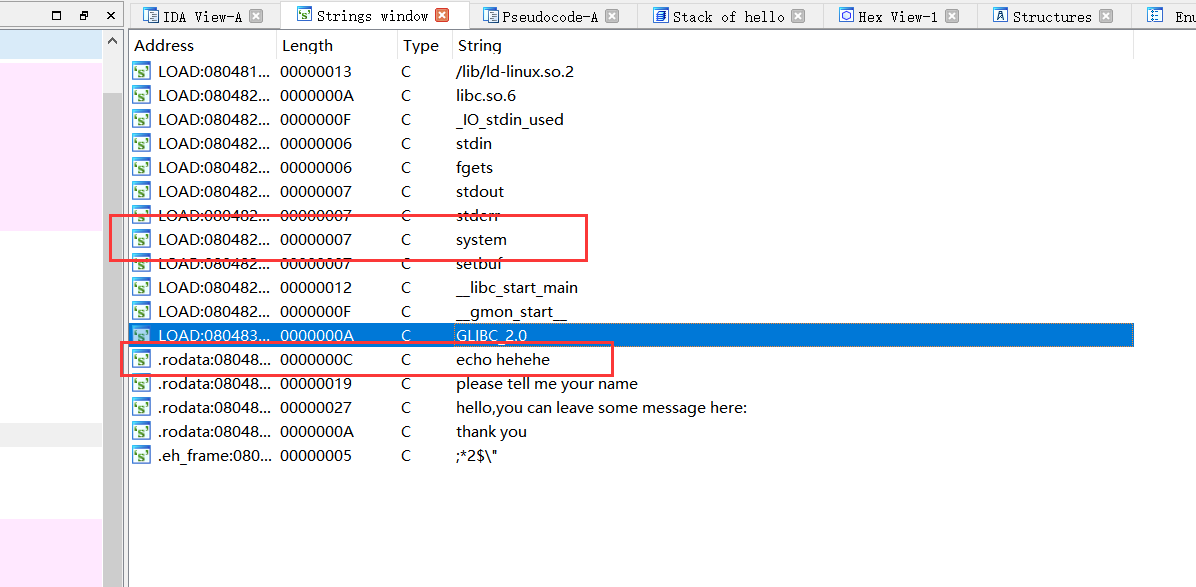 IDA View-A Strings window Pseudocode-A Stack of hello Hex View-1 Structures Enu
Address Length Type String
LOAD:080481... 00000013 C /lib/ld-linux.so.2
LOAD:080482... 0000000A C libc.so.6
LOAD:080482... 0000000F C _IO_stdin_used
LOAD:080482... 00000006 C stdin
LOAD:080482... 00000006 C fgets
LOAD:080482... 00000007 C stdout
LOAD:080482... 00000007 C stderr
LOAD:080482... 00000007 C system
LOAD:080482... 00000007 C setbuf
LOAD:080482... 00000012 C __libc_start_main
LOAD:080482... 0000000F C __gmon_start__
LOAD:080483... 0000000A C GLIBC_2.0
.rodata:08048... 0000000C C echo hehehe
.rodata:08048... 00000019 C please tell me your name
.rodata:08048... 00000027 C hello,you can leave some message here:
.rodata:08048... 0000000A C thank you
.eh_frame:080... 00000005 C ;*2$\"